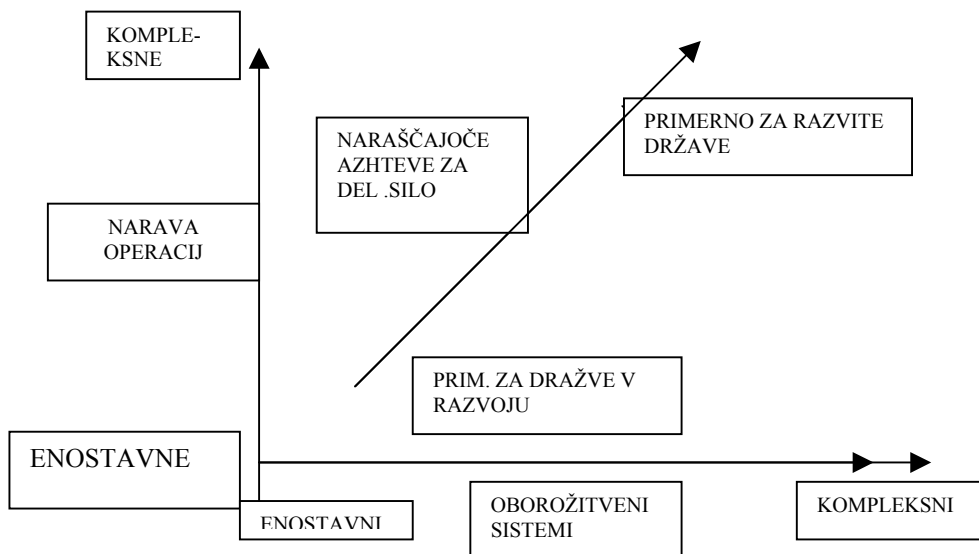 KOMPLE-
KSNE
NARAŠČAJOČE
AZHTEVE ZA
DEL .SILO
PRIMERNO ZA RAZVITE
DRŽAVE
NARAVA
OPERACIJ
PRIM. ZA DRAŽVE V
RAZVOJU
ENOSTAVNE
ENOSTAVNI
OBOROŽITVENI
SISTEMI
KOMPLEKSNI